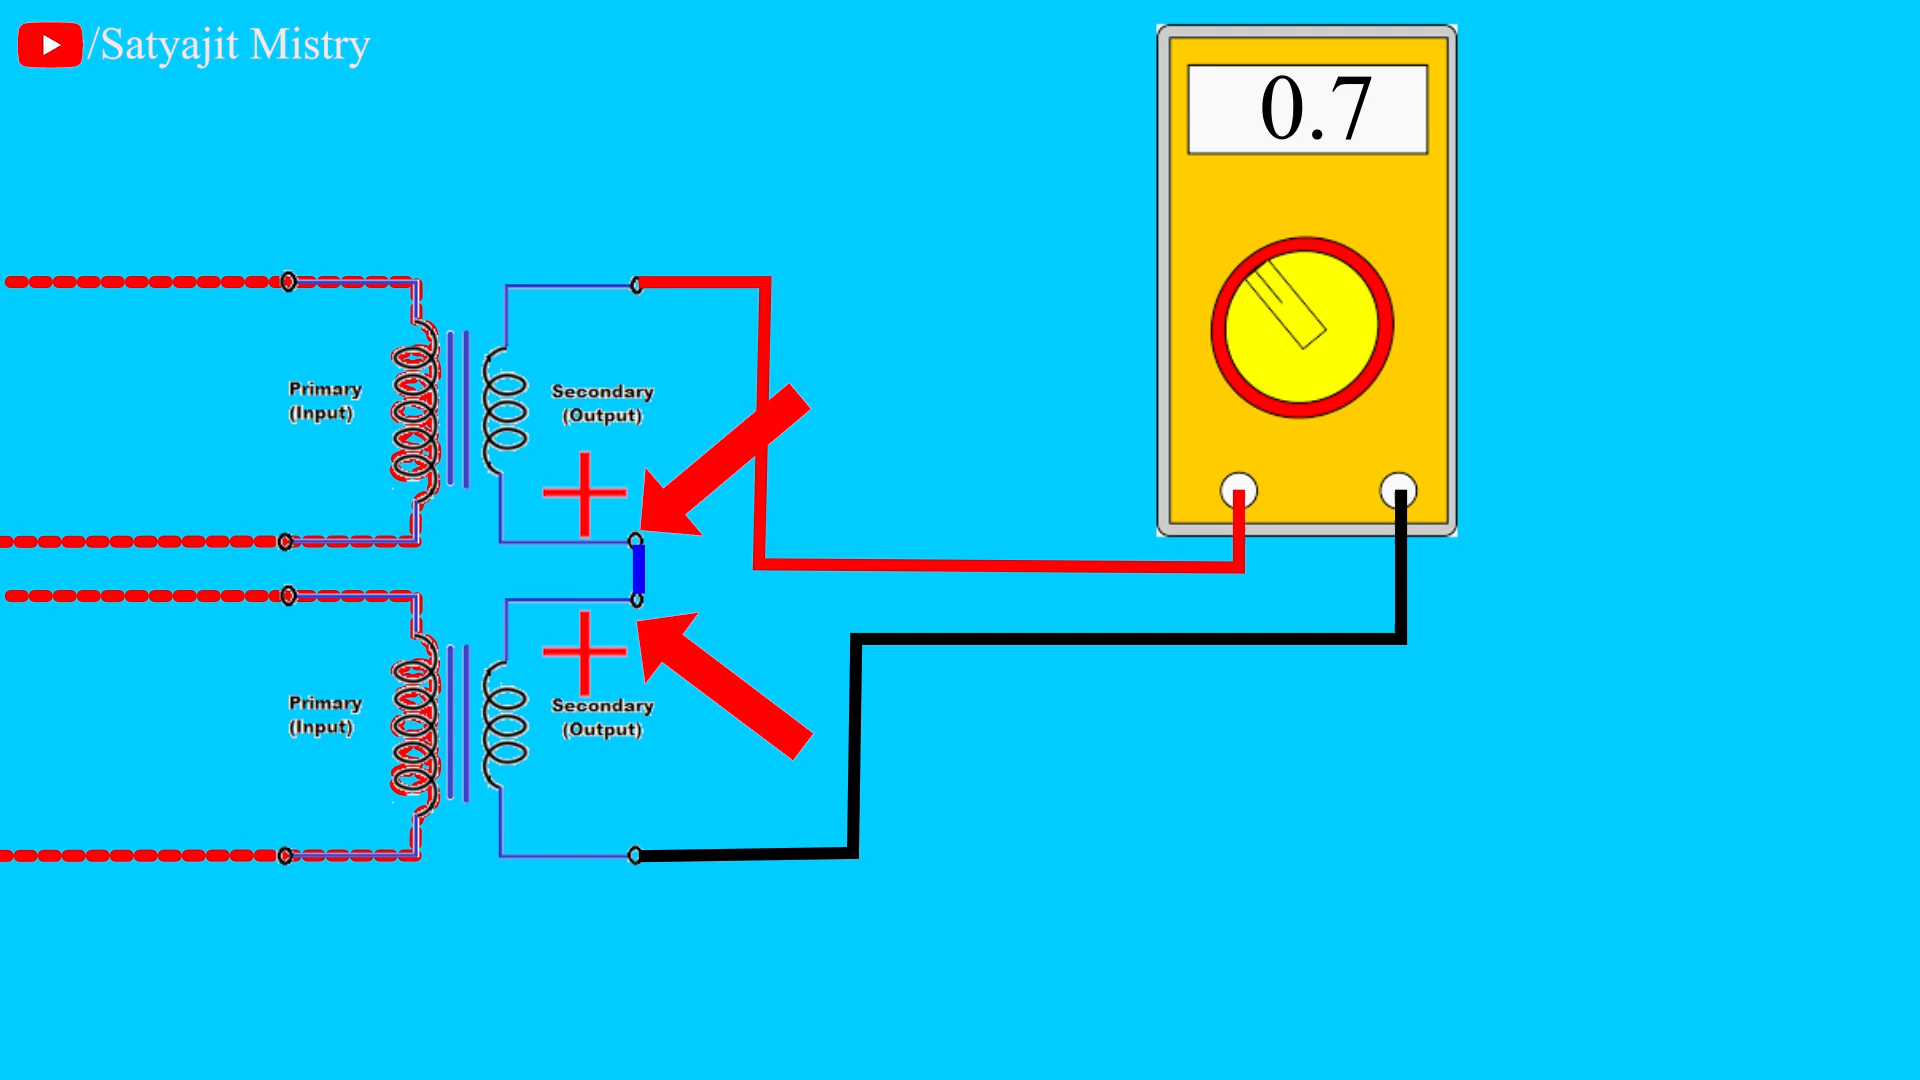 /Satyajit Mistry
0.7
Primary
(Input)
Secondary
(Output)
Primary
(Input)
Secondary
(Output)